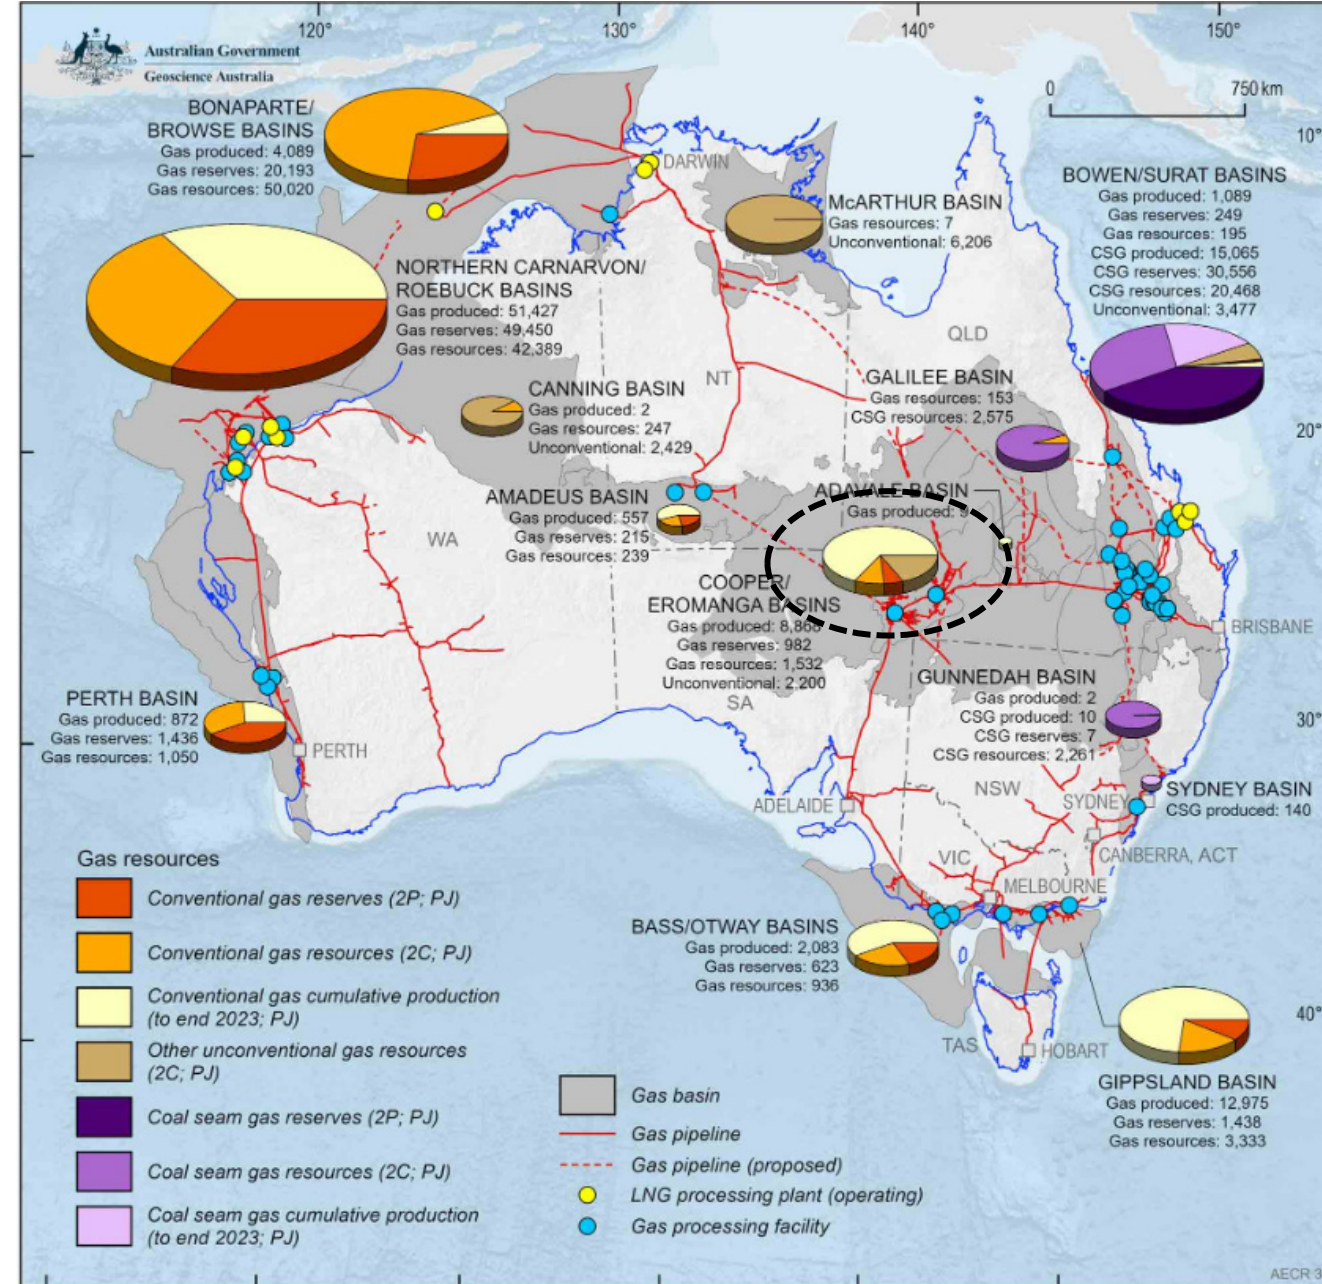 120°
130°
140°
150°
Australian Government
Geoscience Australia
0
750 km
10°
BONAPARTE/
BROWSE BASINS
Gas produced: 4,089
Gas reserves: 20,193
Gas resources: 50,020
DARWIN
McARTHUR BASIN
Gas resources: 7
Unconventional: 6,206
BOWEN/SURAT BASINS
Gas produced: 1,089
Gas reserves: 249
Gas resources: 195
CSG produced: 15,065
CSG reserves: 30,556
CSG resources: 20,468
Unconventional: 3,477
NORTHERN CARNARVON/
ROEBUCK BASINS
Gas produced: 51,427
Gas reserves: 49,450
Gas resources: 42,389
QLD
NT
CANNING BASIN
Gas produced: 2
Gas resources: 247
Unconventional: 2,429
GALILEE BASIN
Gas resources: 153
CSG resources: 2,575
20°
AMADEUS BASIN
Gas produced: 557
Gas reserves: 215
Gas resources: 239
ADAVALE BASIN
Gas produced: 9
WA
COOPER/
EROMANGA BASINS
Gas produced: 8,868
Gas reserves: 982
Gas resources: 1,532
Unconventional: 2,200
BRISBANE
SA
GUNNEDAH BASIN
Gas produced: 2
CSG produced: 10
CSG reserves: 7
CSG resources: 2,261
30°
PERTH BASIN
Gas produced: 872
Gas reserves: 1,436
Gas resources: 1,050
PERTH
NSW
ADELAIDE
SYDNEY
SYDNEY BASIN
CSG produced: 140
CANBERRA, ACT
VIC
MELBOURNE
BASS/OTWAY BASINS
Gas produced: 2,083
Gas reserves: 623
Gas resources: 936
40°
TAS
HOBART
GIPPSLAND BASIN
Gas produced: 12,975
Gas reserves: 1,438
Gas resources: 3,333
Gas resources
Conventional gas reserves (2P; PJ)
Conventional gas resources (2C; PJ)
Conventional gas cumulative production
(to end 2023; PJ)
Other unconventional gas resources
(2C; PJ)
Coal seam gas reserves (2P; PJ)
Coal seam gas resources (2C; PJ)
Coal seam gas cumulative production
(to end 2023; PJ)
Gas basin
Gas pipeline
Gas pipeline (proposed)
LNG processing plant (operating)
Gas processing facility
AECR 3